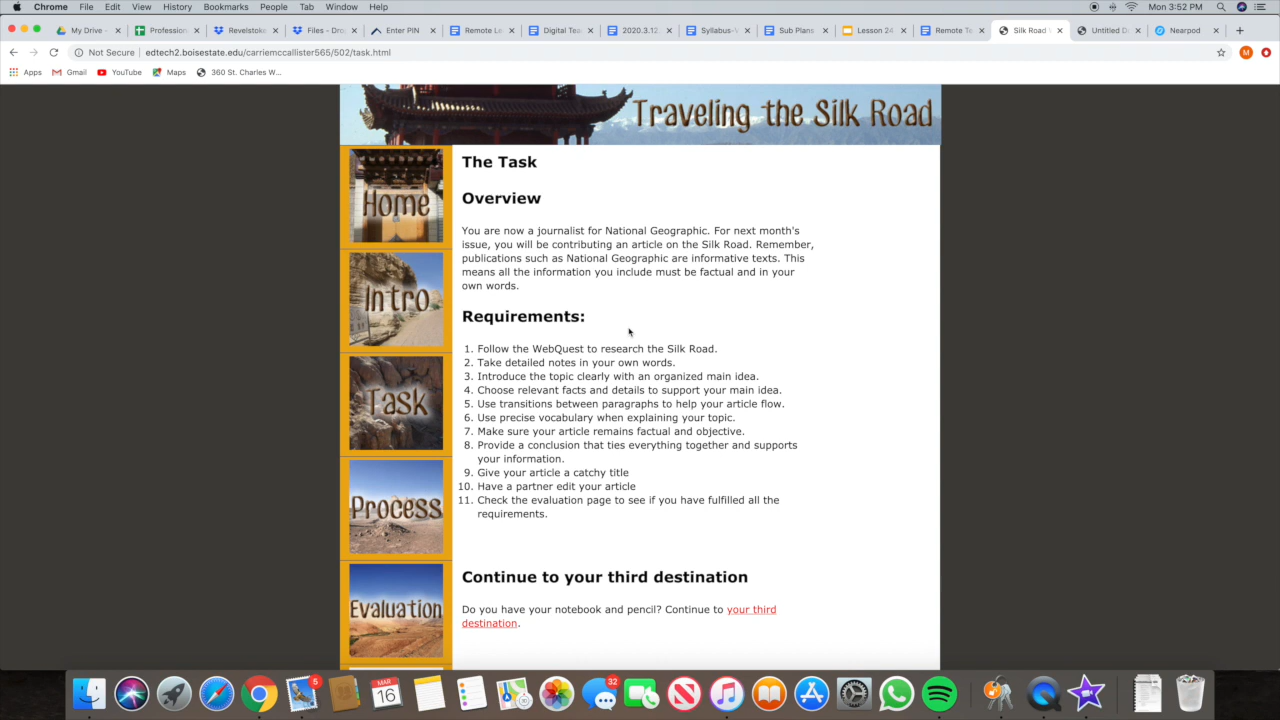 Chrome File Edit View History Bookmarks People Tab Window Help Mon 3:52 PM
My Drive - Profession Revelstoke Files - Dro Enter PIN Remote Le Digital Tea 2020.3.12 Syllabus-V Sub Plans Lesson 24 Remote Te Silk Road Untitled D Nearpod
Not Secure edtech2.boisestate.edu/carriemccallister565/502/task.html M
Apps Gmail YouTube Maps 360 St. Charles W...
Traveling the Silk Road
Home
Intro
Task
Process
Evaluation
The Task
Overview
You are now a journalist for National Geographic. For next month's
issue, you will be contributing an article on the Silk Road. Remember,
publications such as National Geographic are informative texts. This
means all the information you include must be factual and in your
own words.
Requirements:
1. Follow the WebQuest to research the Silk Road.
2. Take detailed notes in your own words.
3. Introduce the topic clearly with an organized main idea.
4. Choose relevant facts and details to support your main idea.
5. Use transitions between paragraphs to help your article flow.
6. Use precise vocabulary when explaining your topic.
7. Make sure your article remains factual and objective.
8. Provide a conclusion that ties everything together and supports
your information.
9. Give your article a catchy title
10. Have a partner edit your article
11. Check the evaluation page to see if you have fulfilled all the
requirements.
Continue to your third destination
Do you have your notebook and pencil? Continue to your third
destination.
5 MAR 16 32